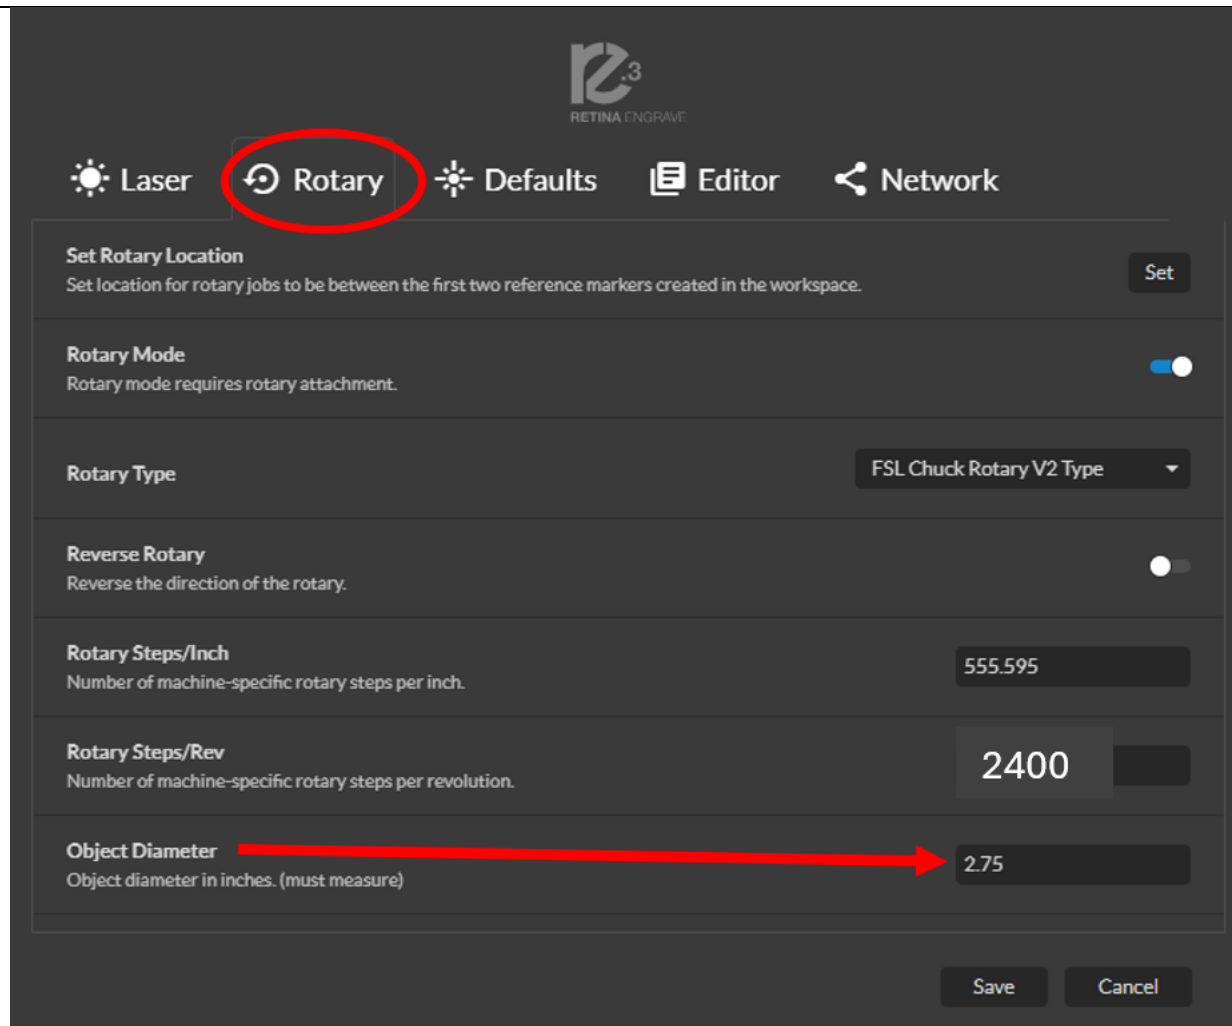 re.3
RETINA ENGRAVE
Laser Rotary Defaults Editor Network
Set Rotary Location
Set location for rotary jobs to be between the first two reference markers created in the workspace.
Set
Rotary Mode
Rotary mode requires rotary attachment.
Rotary Type
FSL Chuck Rotary V2 Type
Reverse Rotary
Reverse the direction of the rotary.
Rotary Steps/Inch
Number of machine-specific rotary steps per inch.
555.595
Rotary Steps/Rev
Number of machine-specific rotary steps per revolution.
2400
Object Diameter
Object diameter in inches. (must measure)
2.75
Save Cancel